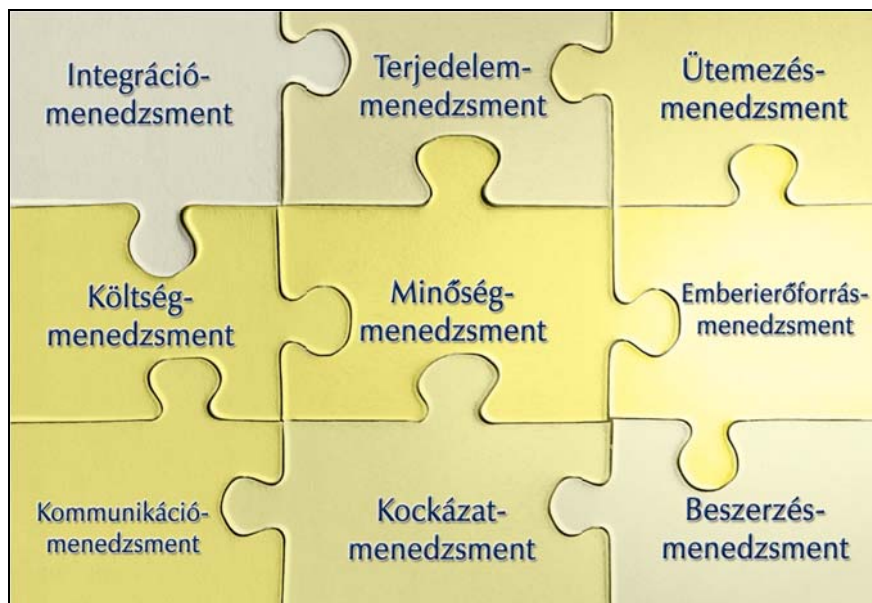 Integráció-
menedzsment
Terjedelem-
menedzsment
Ütemezés-
menedzsment
Költség-
menedzsment
Minőség-
menedzsment
Emberierőforrás-
menedzsment
Kommunikáció-
menedzsment
Kockázat-
menedzsment
Beszerzés-
menedzsment